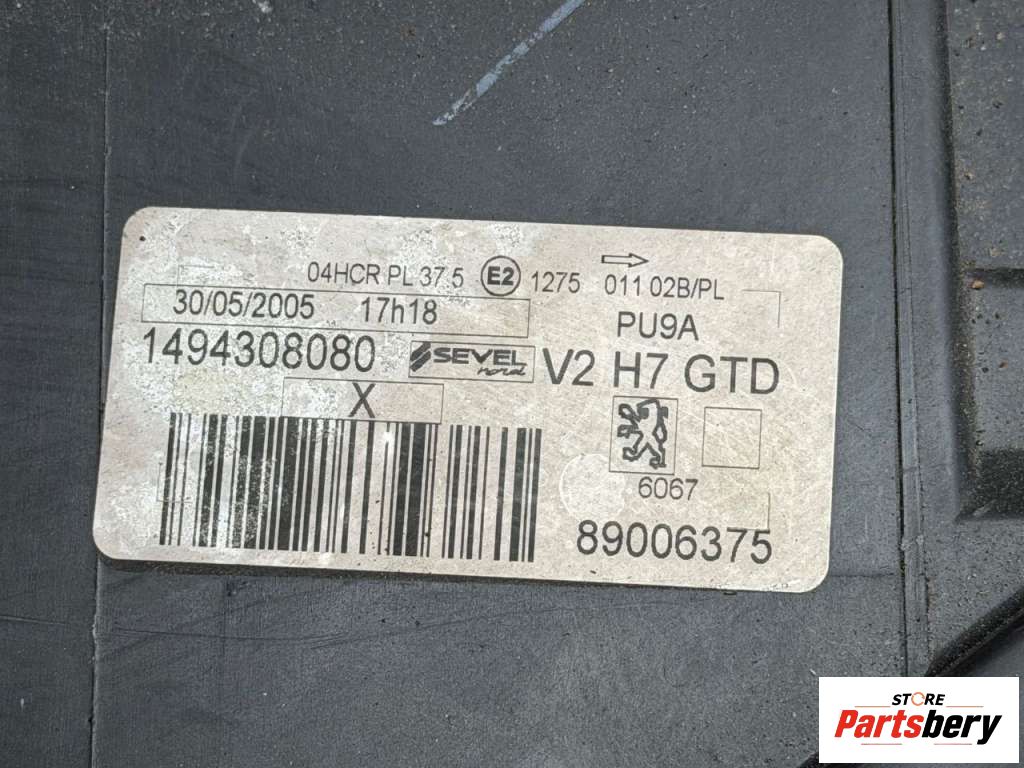 04HCR PL 37.5 E2 1275 011 02B/PL
30/05/2005 17h18 PU9A
1494308080 SEVEL nord V2 H7 GTD
X
6067
89006375
STORE
Partsbery